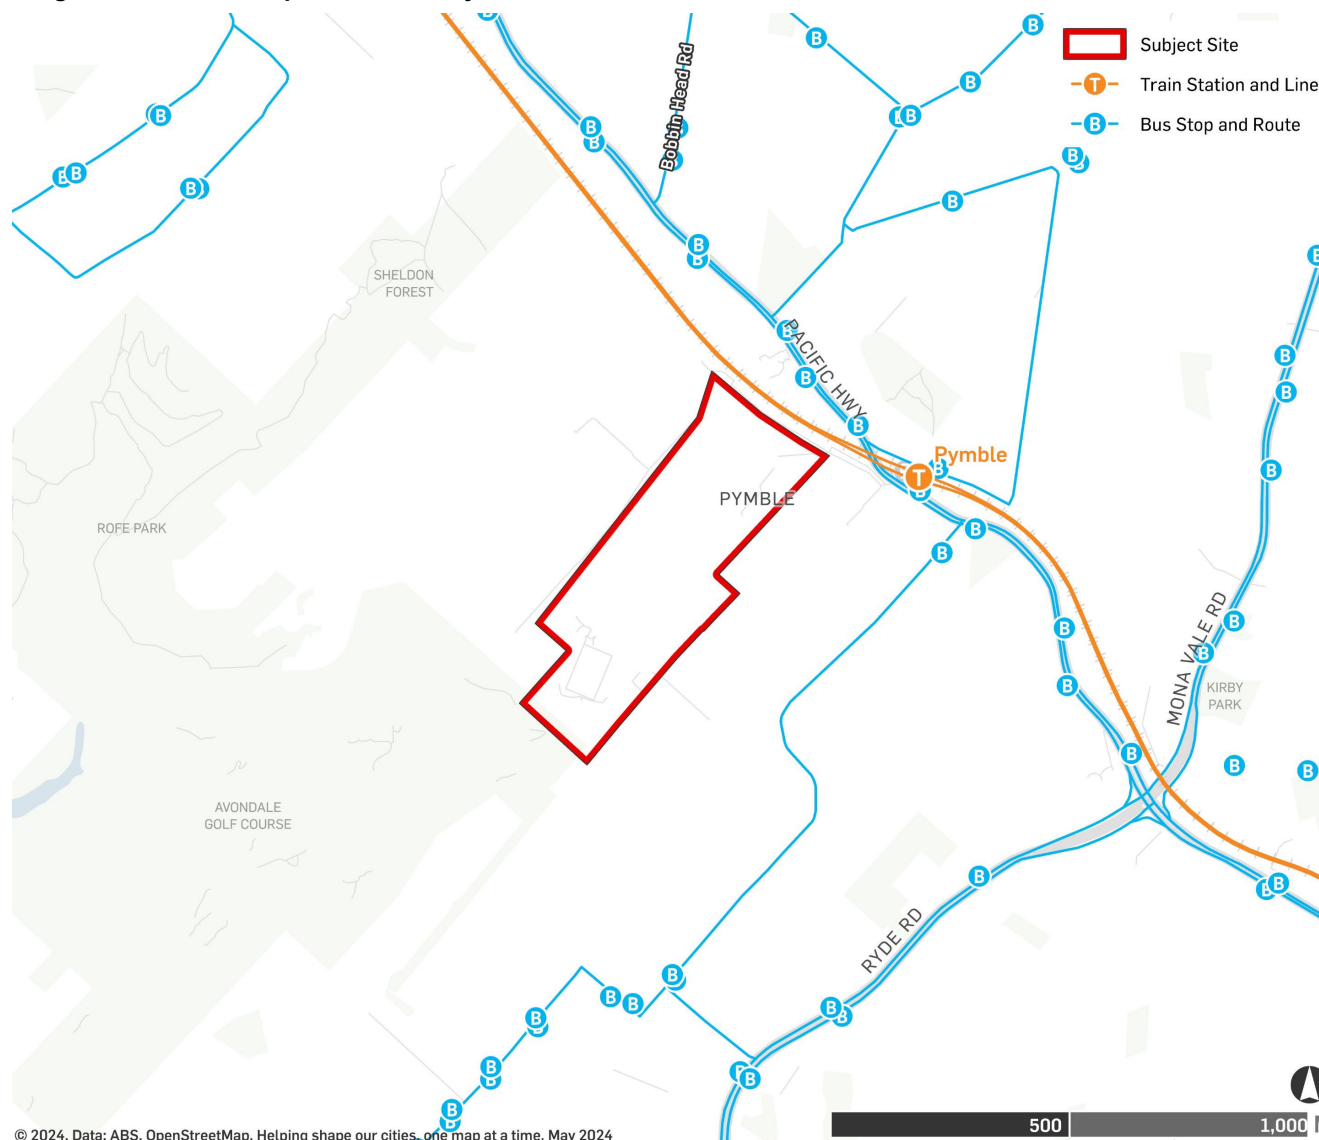 Subject Site
T
Train Station and Line
B
Bus Stop and Route
Bobbin Head Rd
SHELDON
FOREST
PACIFIC HWY
Pymble
T
PYMBLE
ROFE PARK
MONA VALE RD
KIRBY
PARK
AVONDALE
GOLF COURSE
RYDE RD
500
1,000
© 2024. Data: ABS, OpenStreetMap, Helping shape our cities, one map at a time, May 2024